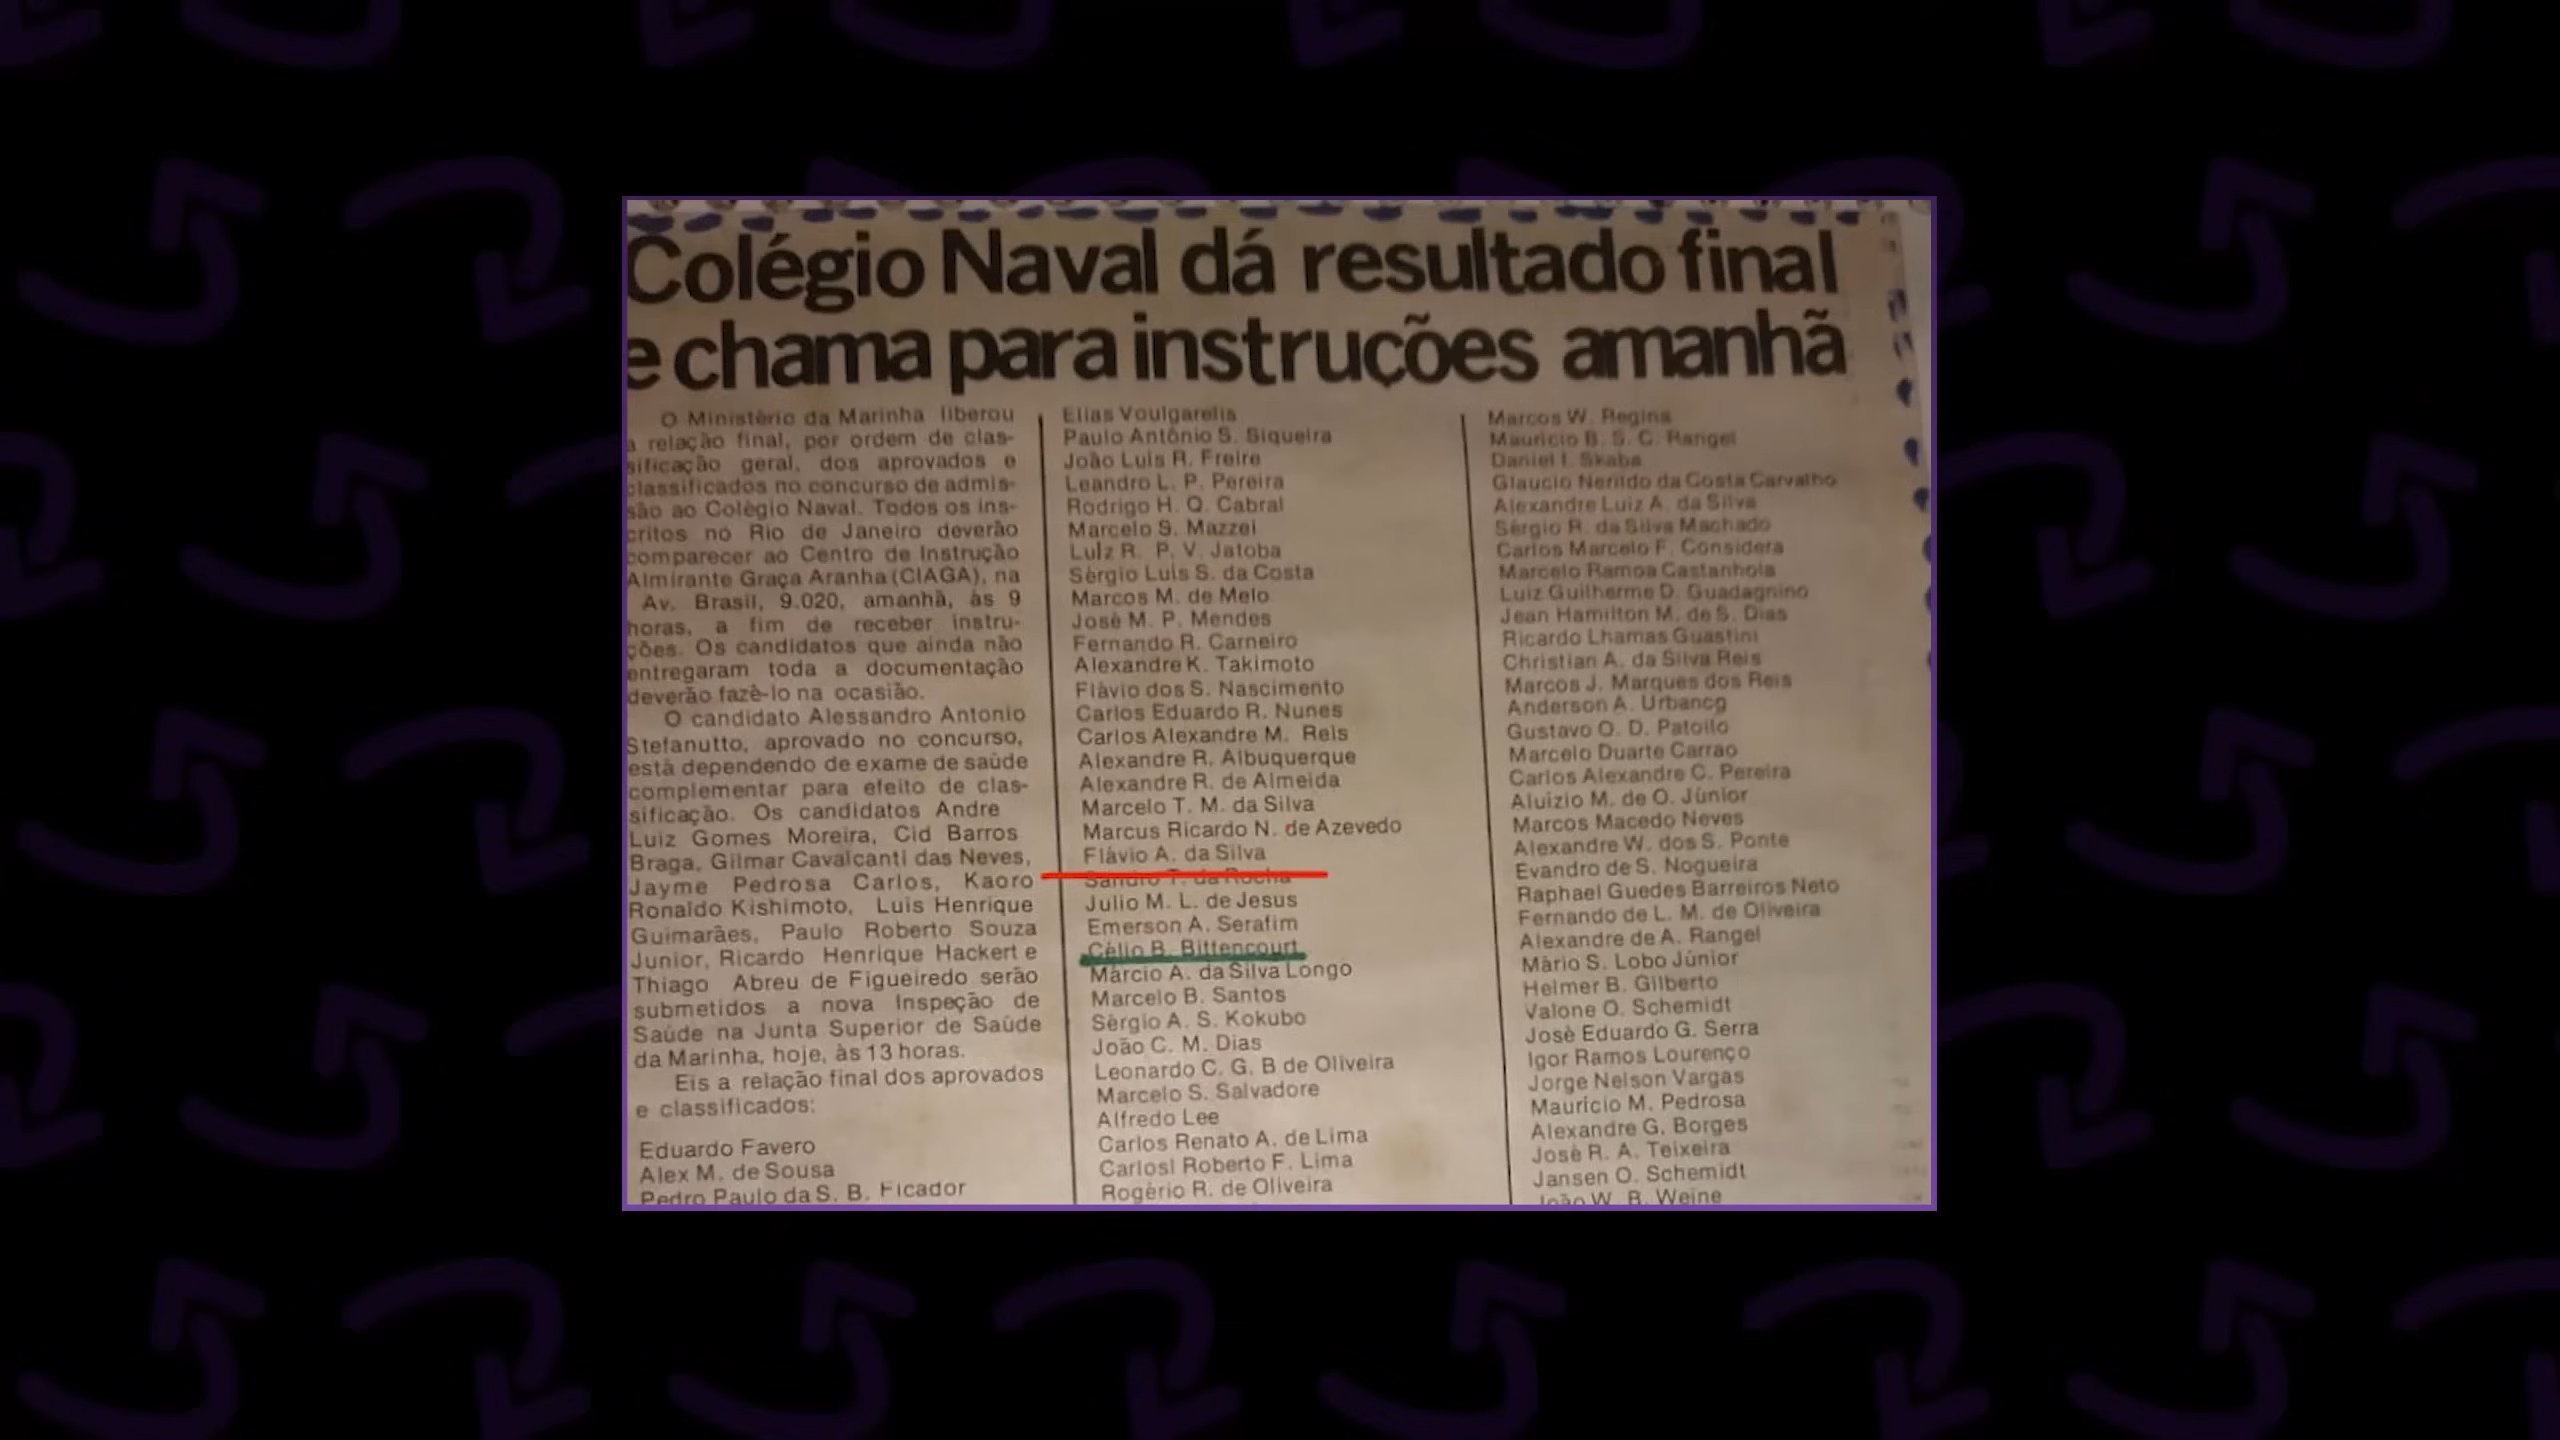 Colégio Naval dá resultado final
e chama para instruções amanhã
O Ministério da Marinha liberou
a relação final, por ordem de clas-
sificação geral, dos aprovados e
classificados no concurso de admis-
são ao Colégio Naval. Todos os ins-
critos no Rio de Janeiro deverão
comparecer ao Centro de Instrução
Almirante Graça Aranha (CIAGA), na
Av. Brasil, 9.020, amanhã, às 9
horas, a fim de receber instru-
ções. Os candidatos que ainda não
entregaram toda a documentação
deverão fazê-lo na ocasião.
O candidato Alessandro Antonio
Stefanutto, aprovado no concurso,
está dependendo de exame de saúde
complementar para efeito de clas-
sificação. Os candidatos Andre
Luiz Gomes Moreira, Cid Barros
Braga, Gilmar Cavalcanti das Neves,
Jayme Pedrosa Carlos, Kaoro
Ronaldo Kishimoto, Luis Henrique
Guimarães, Paulo Roberto Souza
Junior, Ricardo Henrique Hackert e
Thiago Abreu de Figueiredo serão
submetidos a nova Inspeção de
Saúde na Junta Superior de Saúde
da Marinha, hoje, às 13 horas.
Eis a relação final dos aprovados
e classificados:
Eduardo Favero
Alex M. de Sousa
Pedro Paulo da S. B. Ficador
Elias Voulgarelis
Paulo Antônio S. Siqueira
João Luis R. Freire
Leandro L. P. Pereira
Rodrigo H. Q. Cabral
Marcelo S. Mazzei
Luiz R. P. V. Jatoba
Sèrgio Luis S. da Costa
Marcos M. de Melo
Josè M. P. Mendes
Fernando R. Carneiro
Alexandre K. Takimoto
Flávio dos S. Nascimento
Carlos Eduardo R. Nunes
Carlos Alexandre M. Reis
Alexandre R. Albuquerque
Alexandre R. de Almeida
Marcelo T. M. da Silva
Marcus Ricardo N. de Azevedo
Flávio A. da Silva
Sandro T. da Rocha
Julio M. L. de Jesus
Emerson A. Serafim
Célio B. Bittencourt
Márcio A. da Silva Longo
Marcelo B. Santos
Sèrgio A. S. Kokubo
João C. M. Dias
Leonardo C. G. B de Oliveira
Marcelo S. Salvadore
Alfredo Lee
Carlos Renato A. de Lima
Carlosl Roberto F. Lima
Rogèrio R. de Oliveira
Marcos W. Regina
Mauricio B. S. C. Rangel
Daniel I. Skaba
Glaucio Nerildo da Costa Carvalho
Alexandre Luiz A. da Silva
Sèrgio R. da Silva Machado
Carlos Marcelo F. Considera
Marcelo Ramoa Castanhola
Luiz Guilherme D. Guadagnino
Jean Hamilton M. de S. Dias
Ricardo Lhamas Guastini
Christian A. da Silva Reis
Marcos J. Marques dos Reis
Anderson A. Urbancg
Gustavo O. D. Patoilo
Marcelo Duarte Carrao
Carlos Alexandre C. Pereira
Aluizio M. de O. Júnior
Marcos Macedo Neves
Alexandre W. dos S. Ponte
Evandro de S. Nogueira
Raphael Guedes Barreiros Neto
Fernando de L. M. de Oliveira
Alexandre de A. Rangel
Màrio S. Lobo Júnior
Helmer B. Gilberto
Valone O. Schemidt
Josè Eduardo G. Serra
Igor Ramos Lourenço
Jorge Nelson Vargas
Mauricio M. Pedrosa
Alexandre G. Borges
Josè R. A. Teixeira
Jansen O. Schemidt
João W. B. Weine